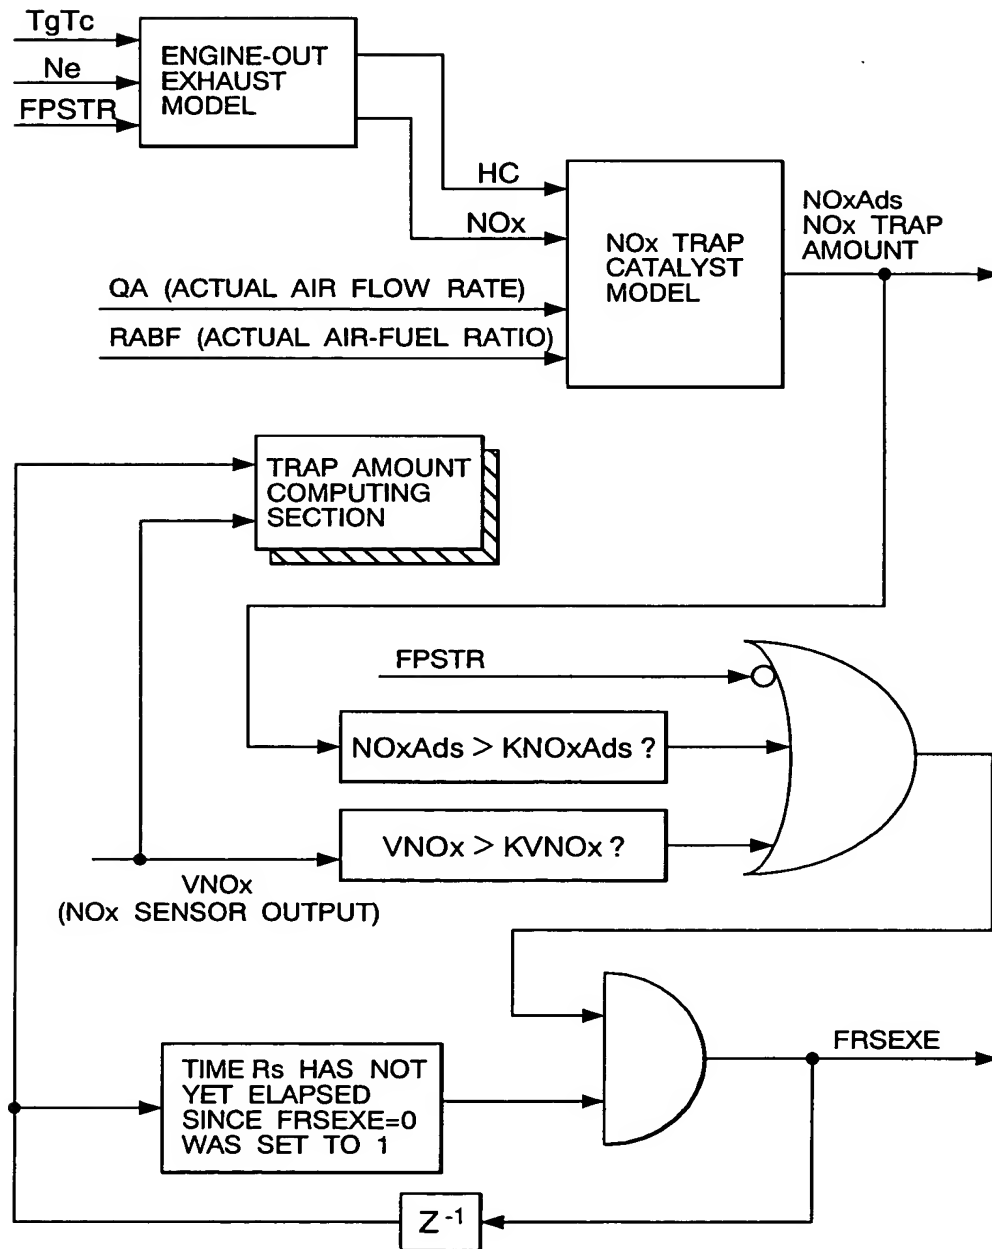 TgTc
Ne
FPSTR
ENGINE-OUT
EXHAUST
MODEL
HC
NOx
QA (ACTUAL AIR FLOW RATE)
RABF (ACTUAL AIR-FUEL RATIO)
NOx TRAP
CATALYST
MODEL
NOxAds
NOx TRAP
AMOUNT
TRAP AMOUNT
COMPUTING
SECTION
FPSTR
NOxAds > KNOxAds ?
VNOx > KVNOx ?
VNOx
(NOx SENSOR OUTPUT)
TIME Rs HAS NOT
YET ELAPSED
SINCE FRSEXE=0
WAS SET TO 1
FRSEXE
Z -1